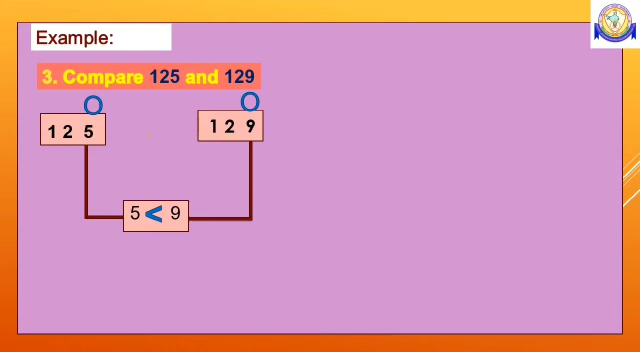 Example:
3. Compare 125 and 129
O O
1 2 5 1 2 9
5 < 9